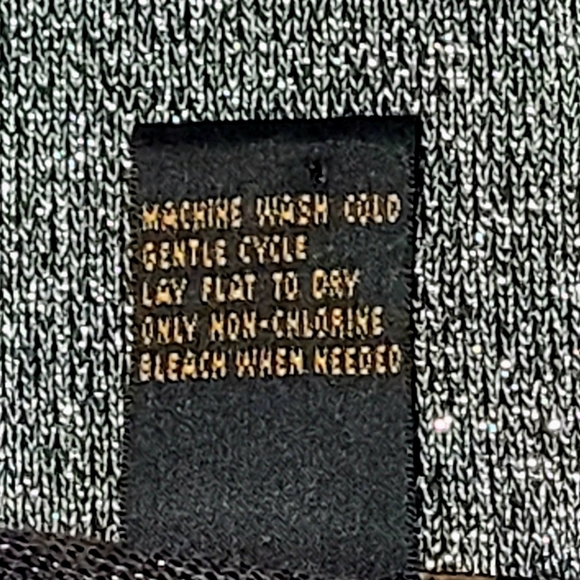 MACHINE WASH COLD
GENTLE CYCLE
LAY FLAT TO DRY
ONLY NON-CHLORINE
BLEACH WHEN NEEDED